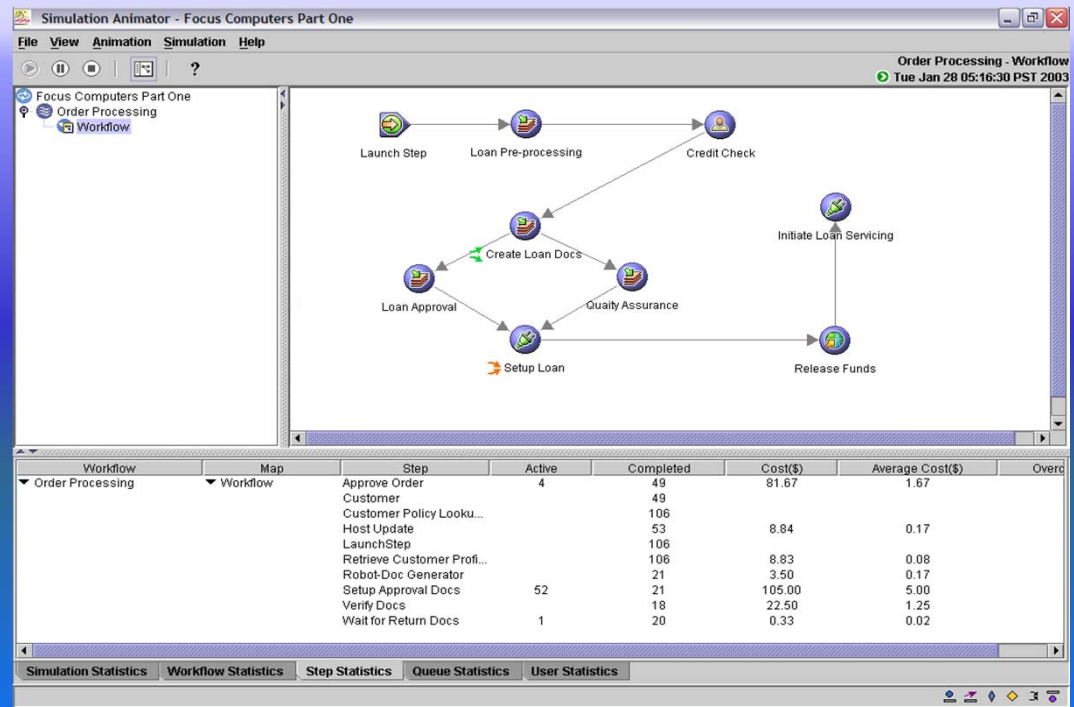 Simulation Animator - Focus Computers Part One
File View Animation Simulation Help
?
Order Processing - Workflow
Tue Jan 28 05:16:30 PST 2003
Focus Computers Part One
Order Processing
Workflow
Launch Step
Loan Pre-processing
Credit Check
Initiate Loan Servicing
Create Loan Docs
Loan Approval
Quaity Assurance
Setup Loan
Release Funds
Workflow Map Step Active Completed Cost($) Average Cost($) Overd
Order Processing Workflow Approve Order 4 49 81.67 1.67
Customer 49
Customer Policy Looku... 106
Host Update 53 8.84 0.17
LaunchStep 106
Retrieve Customer Profi... 106 8.83 0.08
Robot-Doc Generator 21 3.50 0.17
Setup Approval Docs 52 21 105.00 5.00
Verify Docs 18 22.50 1.25
Wait for Return Docs 1 20 0.33 0.02
Simulation Statistics Workflow Statistics Step Statistics Queue Statistics User Statistics